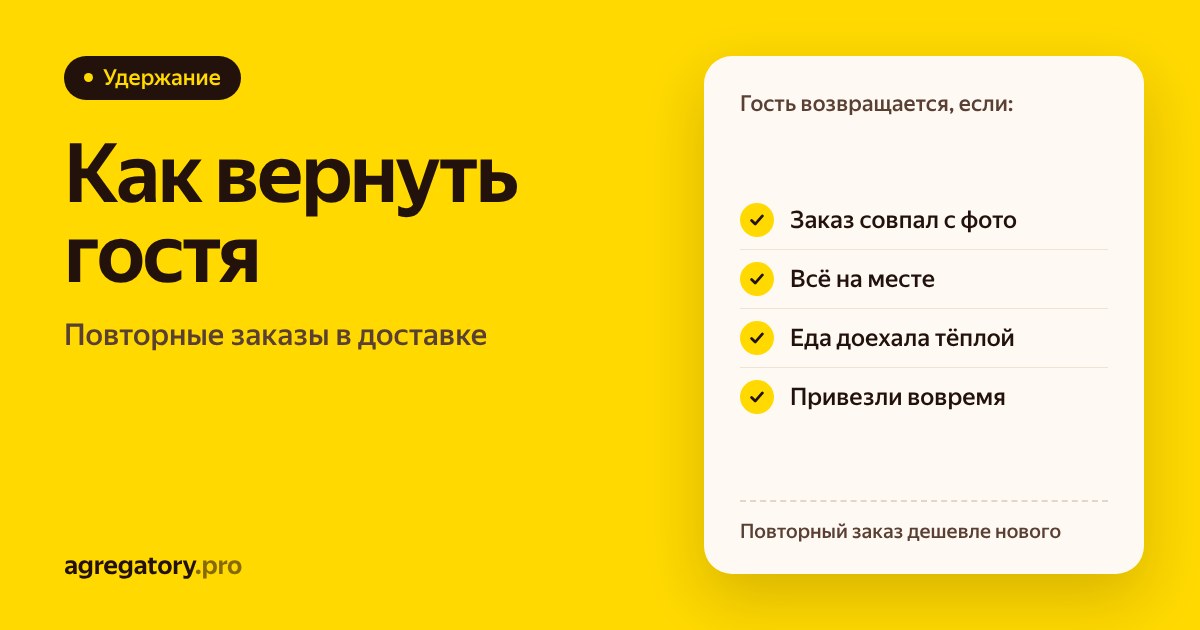 Удержание
Как вернуть
гостя
Повторные заказы в доставке
agregatory.pro
Гость возвращается, если:
Заказ совпал с фото
Всё на месте
Еда доехала тёплой
Привезли вовремя
Повторный заказ дешевле нового